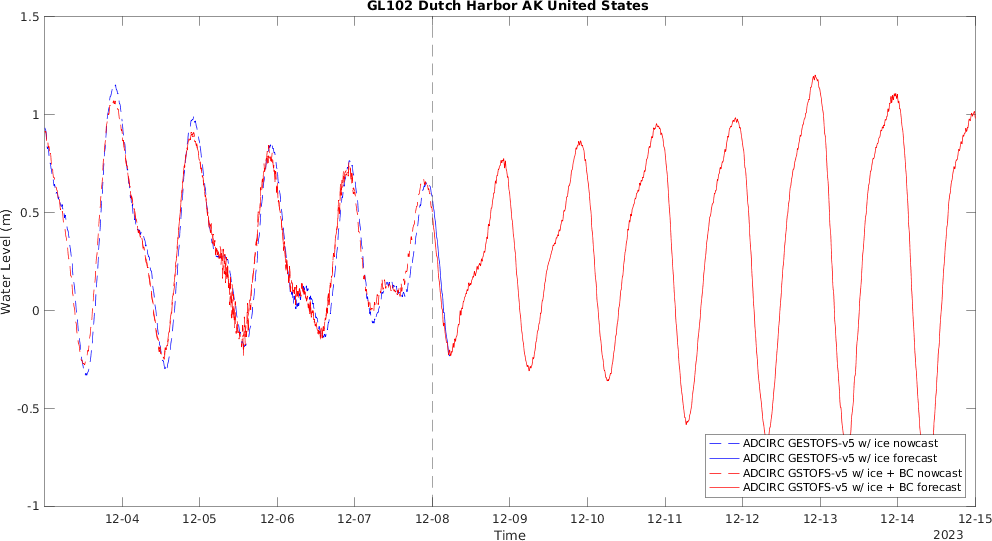 GL102 Dutch Harbor AK United States
1.5
1
0.5
0
-0.5
-1
Water Level (m)
ADCIRC GESTOFS-v5 w/ ice nowcast
ADCIRC GESTOFS-v5 w/ ice forecast
ADCIRC GSTOFS-v5 w/ ice + BC nowcast
ADCIRC GSTOFS-v5 w/ ice + BC forecast
12-04 12-05 12-06 12-07 12-08 12-09 12-10 12-11 12-12 12-13 12-14 12-15
Time
2023